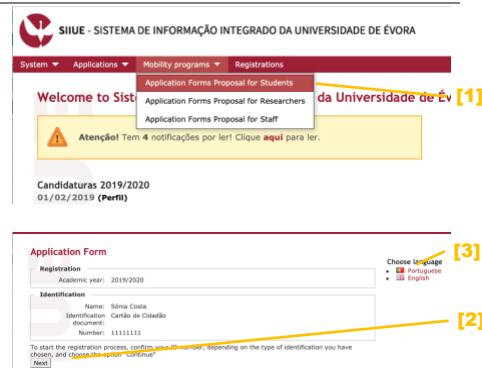 SIIUE - SISTEMA DE INFORMAÇÃO INTEGRADO DA UNIVERSIDADE DE ÉVORA
System Applications Mobility programs Registrations
Application Forms Proposal for Students
[1]
Welcome to Sist da Universidade de Év
Application Forms Proposal for Researchers
Application Forms Proposal for Staff
Atenção! Tem 4 notificações por ler! Clique aqui para ler.
Candidaturas 2019/2020
01/02/2019 (Perfil)
Application Form
[3]
Choose language
Portuguese
English
Registration
Academic year: 2019/2020
Identification
Name: Sónia Costa
Identification document: Cartão de Cidadão
Number: 11111111
[2]
To start the registration process, confirm your ID number, depending on the type of identification you have
chosen, and choose the option "Continue"
Next